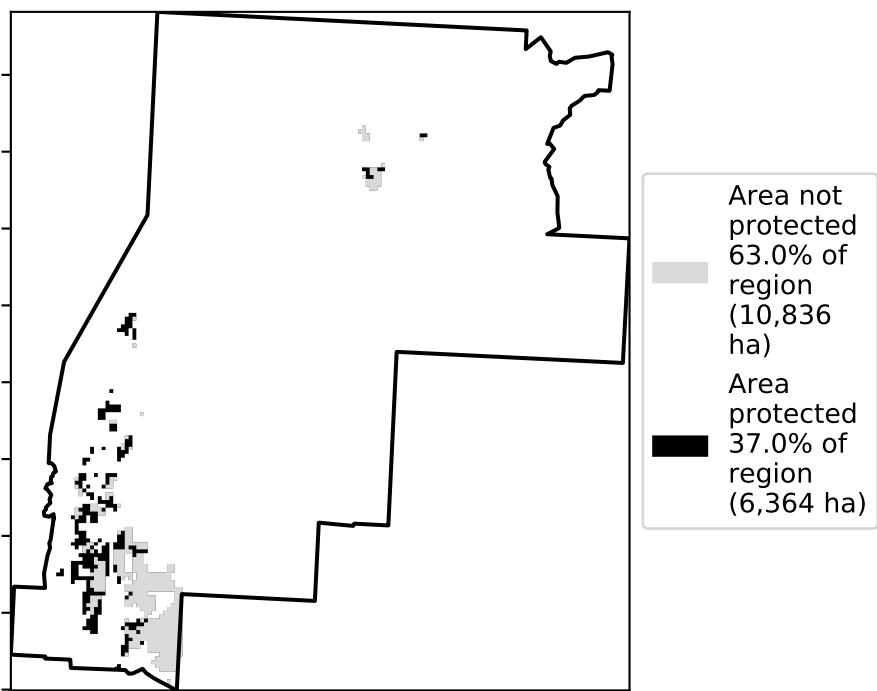 Area not
protected
63.0% of
region
(10,836
ha)
Area
protected
37.0% of
region
(6,364 ha)